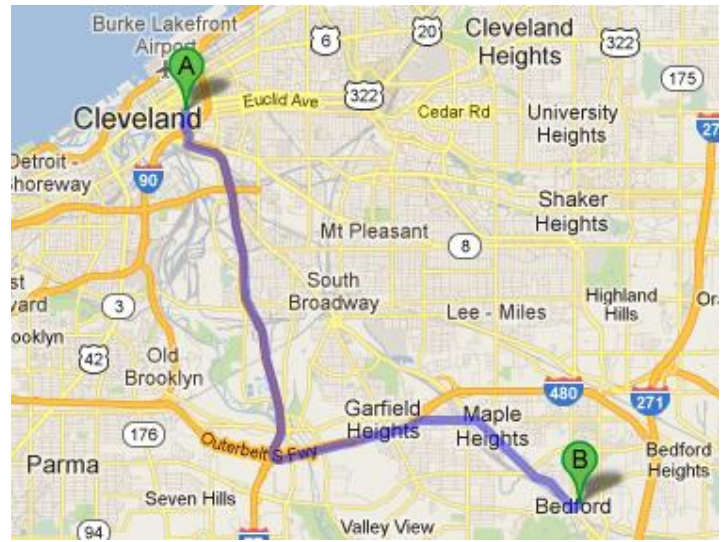 Burke Lakefront
Airport
6
20
Cleveland
Heights
322
A
175
Euclid Ave
322
Cedar Rd
Cleveland
University
Heights
Detroit -
Shoreway
90
Shaker
Heights
Mt Pleasant
8
South
Broadway
3
Lee - Miles
Highland
Hills
42
Old
Brooklyn
480
271
Garfield
Heights
Maple
Heights
176
Outerbelt S Fwy
Parma
B
Bedford
Heights
Seven Hills
Bedford
94
Valley View